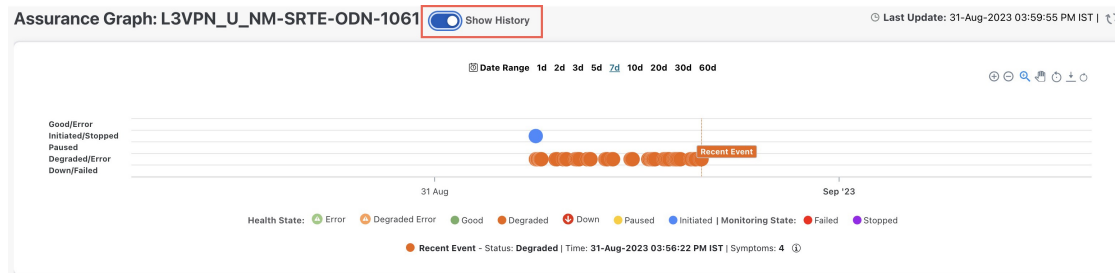 Assurance Graph: L3VPN_U_NM-SRTE-ODN-1061 Show History Last Update: 31-Aug-2023 03:59:55 PM IST |
Date Range 1d 2d 3d 5d 7d 10d 20d 30d 60d
Good/Error
Initiated/Stopped
Paused
Degraded/Error
Down/Failed
Recent Event
31 Aug Sep '23
Health State: Error Degraded Error Good Degraded Down Paused Initiated | Monitoring State: Failed Stopped
Recent Event - Status: Degraded | Time: 31-Aug-2023 03:56:22 PM IST | Symptoms: 4